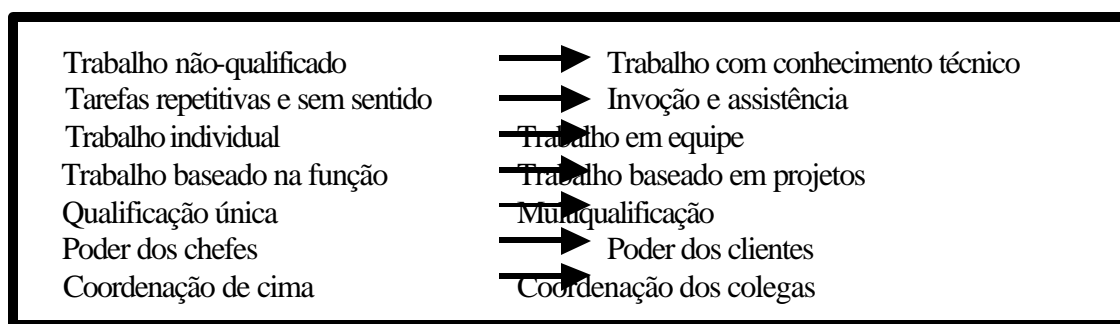 Trabalho não-qualificado Trabalho com conhecimento técnico
Tarefas repetitivas e sem sentido Invoção e assistência
Trabalho individual Trabalho em equipe
Trabalho baseado na função Trabalho baseado em projetos
Qualificação única Multiqualificação
Poder dos chefes Poder dos clientes
Coordenação de cima Coordenação dos colegas